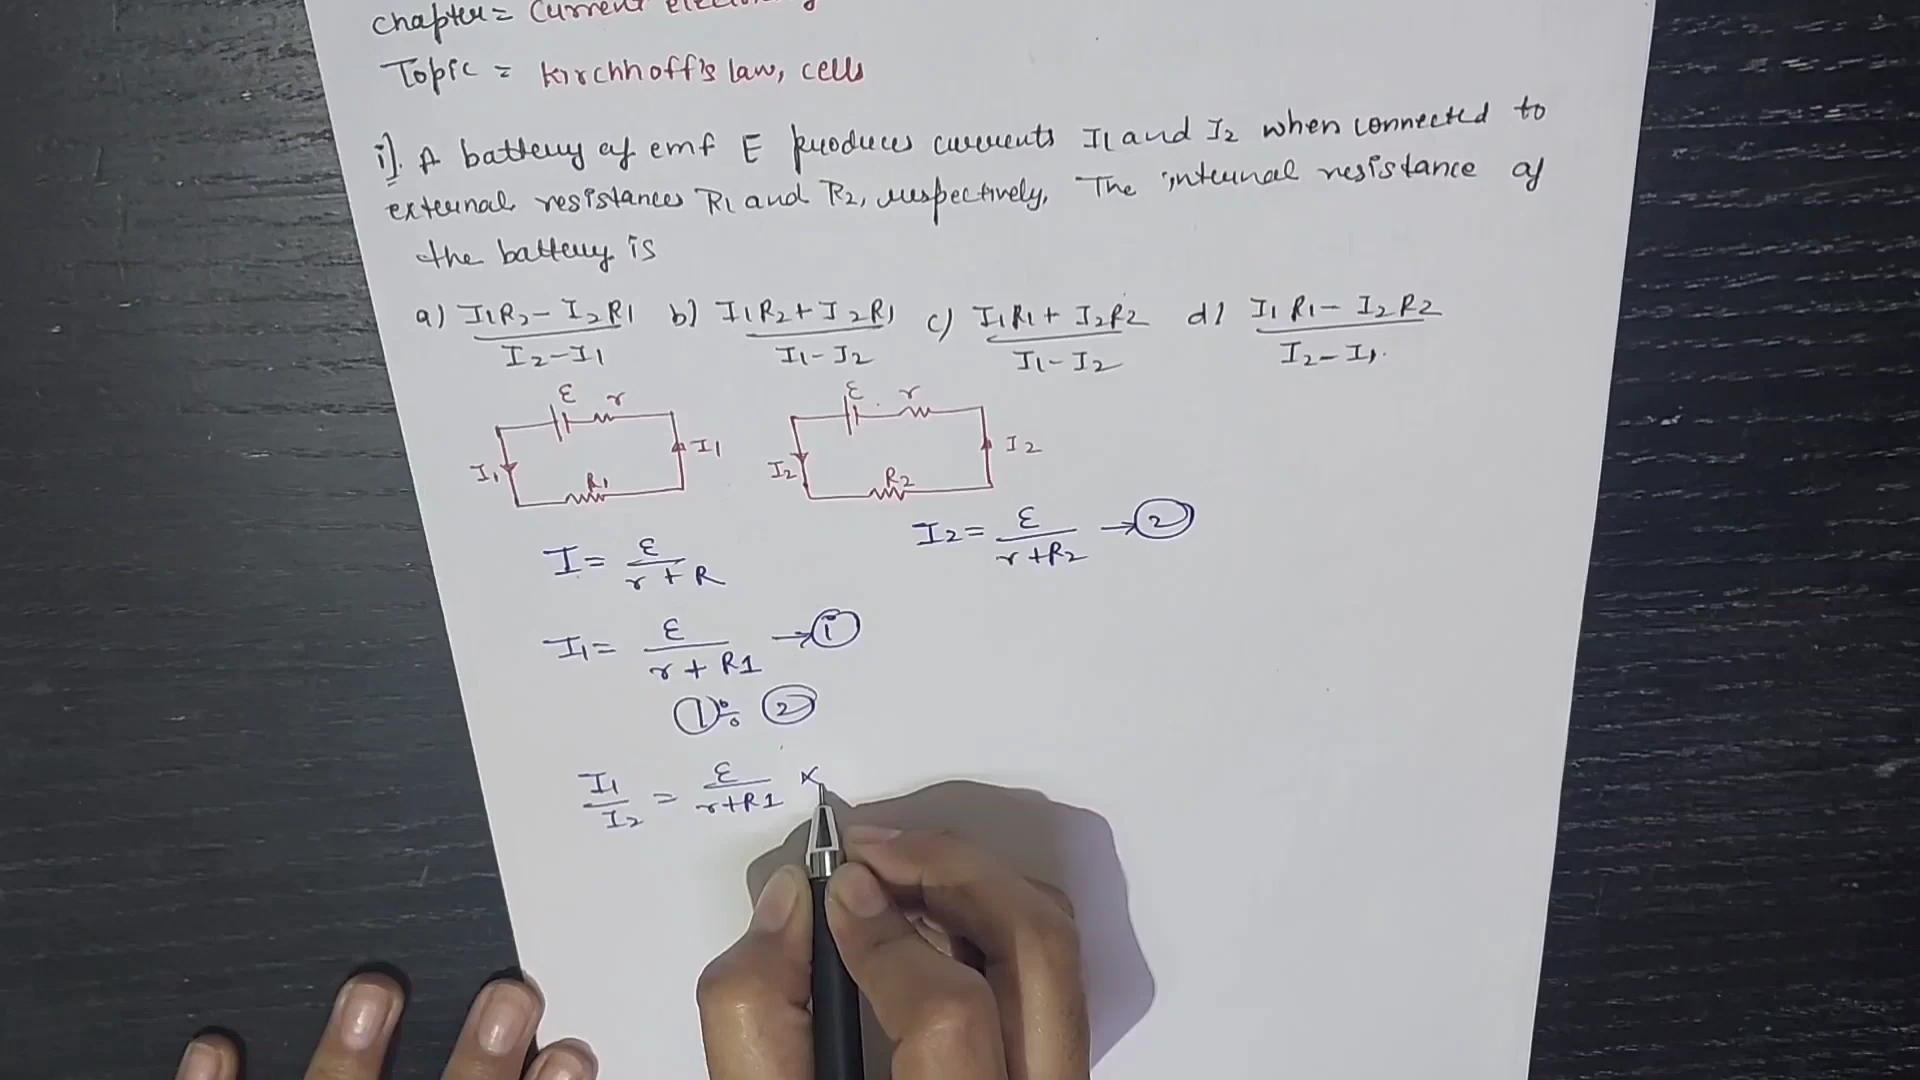 chapter= Current
Topic = Kirchhoff's law, cells
i]. A battery of emf E produces currents I1 and I2 when connected to
external resistances R1 and R2, respectively, The internal resistance of
the battery is
a) I1R2 - I2R1 / I2 - I1 b) I1R2 + I2R1 / I1 - I2 c) I1R1 + I2R2 / I1 - I2 d) I1R1 - I2R2 / I2 - I1.
ε r ε r
I1 I1 I2 I2
R1 R2
I = ε / r + R
I2 = ε / r + R2 → 2
I1 = ε / r + R1 → 1
1 ÷ 2
I1 / I2 = ε / r + R1 ×